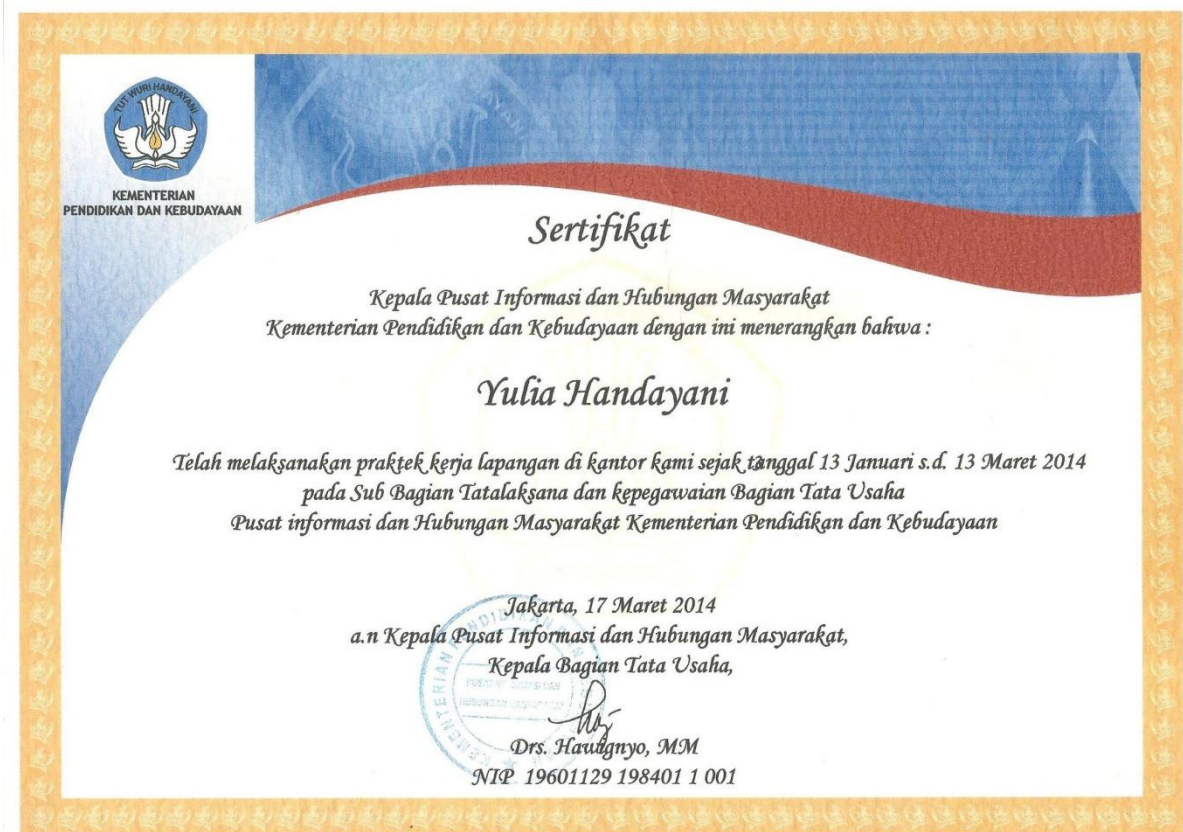 TUT WURI HANDAYANI
KEMENTERIAN
PENDIDIKAN DAN KEBUDAYAAN
Sertifikat
Kepala Pusat Informasi dan Hubungan Masyarakat
Kementerian Pendidikan dan Kebudayaan dengan ini menerangkan bahwa :
Yulia Handayani
Telah melaksanakan praktek kerja lapangan di kantor kami sejak tanggal 13 Januari s.d. 13 Maret 2014
pada Sub Bagian Tatalaksana dan kepegawaian Bagian Tata Usaha
Pusat informasi dan Hubungan Masyarakat Kementerian Pendidikan dan Kebudayaan
Jakarta, 17 Maret 2014
a.n Kepala Pusat Informasi dan Hubungan Masyarakat,
Kepala Bagian Tata Usaha,
KEMENTERIAN PENDIDIKAN
Drs.
MM
NIP 19601129 198401 1 001